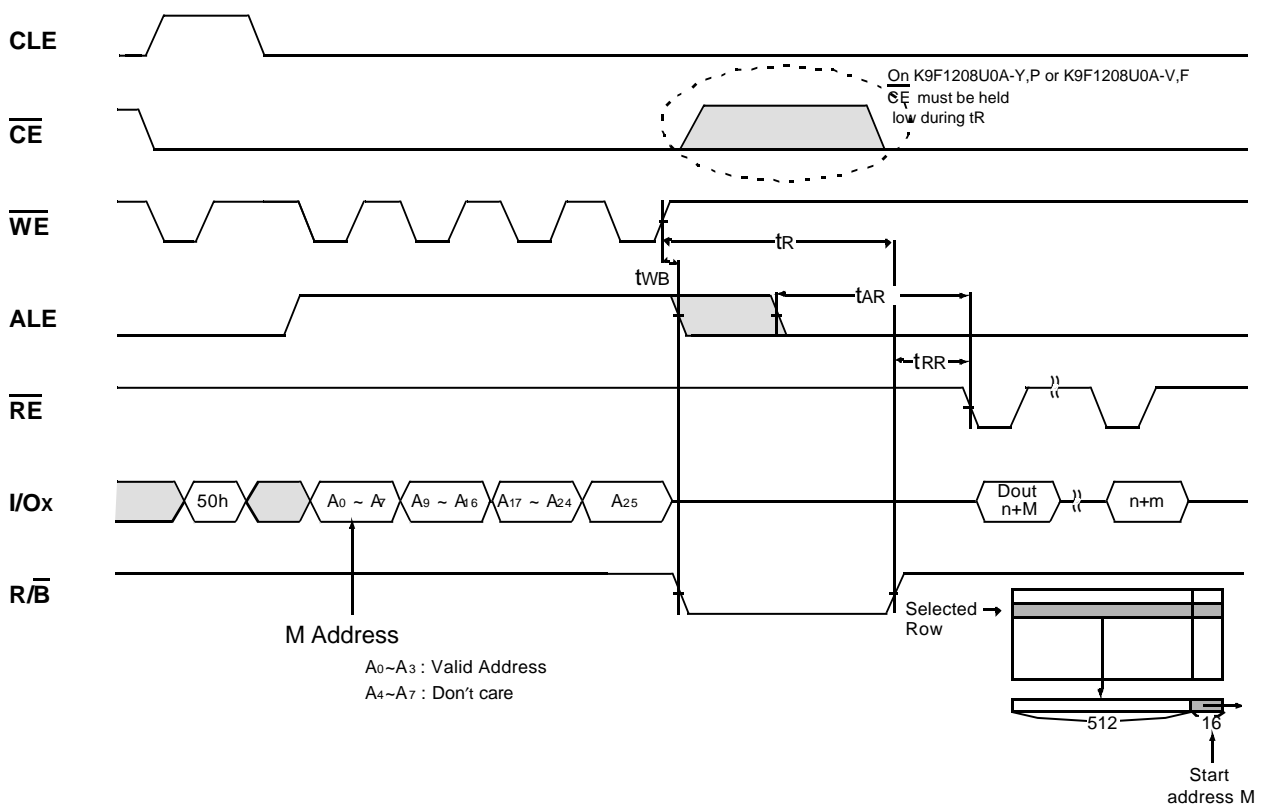 CLE
On K9F1208U0A-Y,P or K9F1208U0A-V,F
CE must be held
low during tR
CE
WE
tR
tWB
ALE
tAR
tRR
RE
I/Ox
50h
A0 ~ A7
A9 ~ A16
A17 ~ A24
A25
Dout
n+M
n+m
R/B
Selected
Row
M Address
A0~A3 : Valid Address
A4~A7 : Don't care
512
16
Start
address M